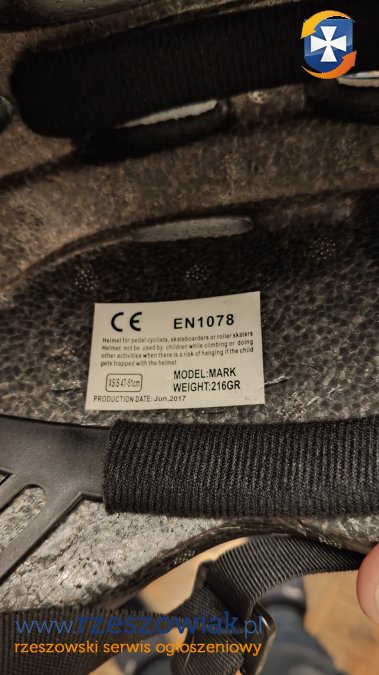 CE EN1078
Helmet for pedal cyclists, skateboarders or roller skaters
Helmet not be used by children while climbing or doing
other activities when there is a risk of hanging if the child
gets trapped with the helmet
XS/S 47-51cm
MODEL:MARK
WEIGHT:216GR
PRODUCTION DATE: Jun,2017
www.rzeszowiak.pl
rzeszowski serwis ogłoszeniowy